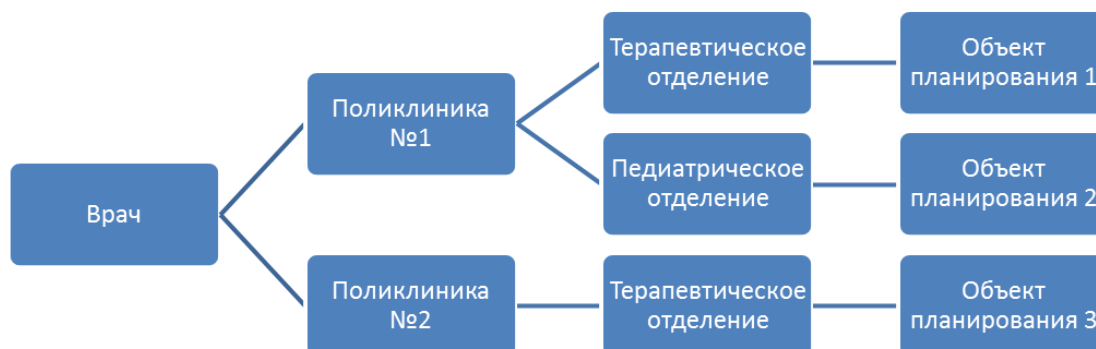 Врач
Поликлиника
№1
Терапевтическое
отделение
Объект
планирования 1
Педиатрическое
отделение
Объект
планирования 2
Поликлиника
№2
Терапевтическое
отделение
Объект
планирования 3